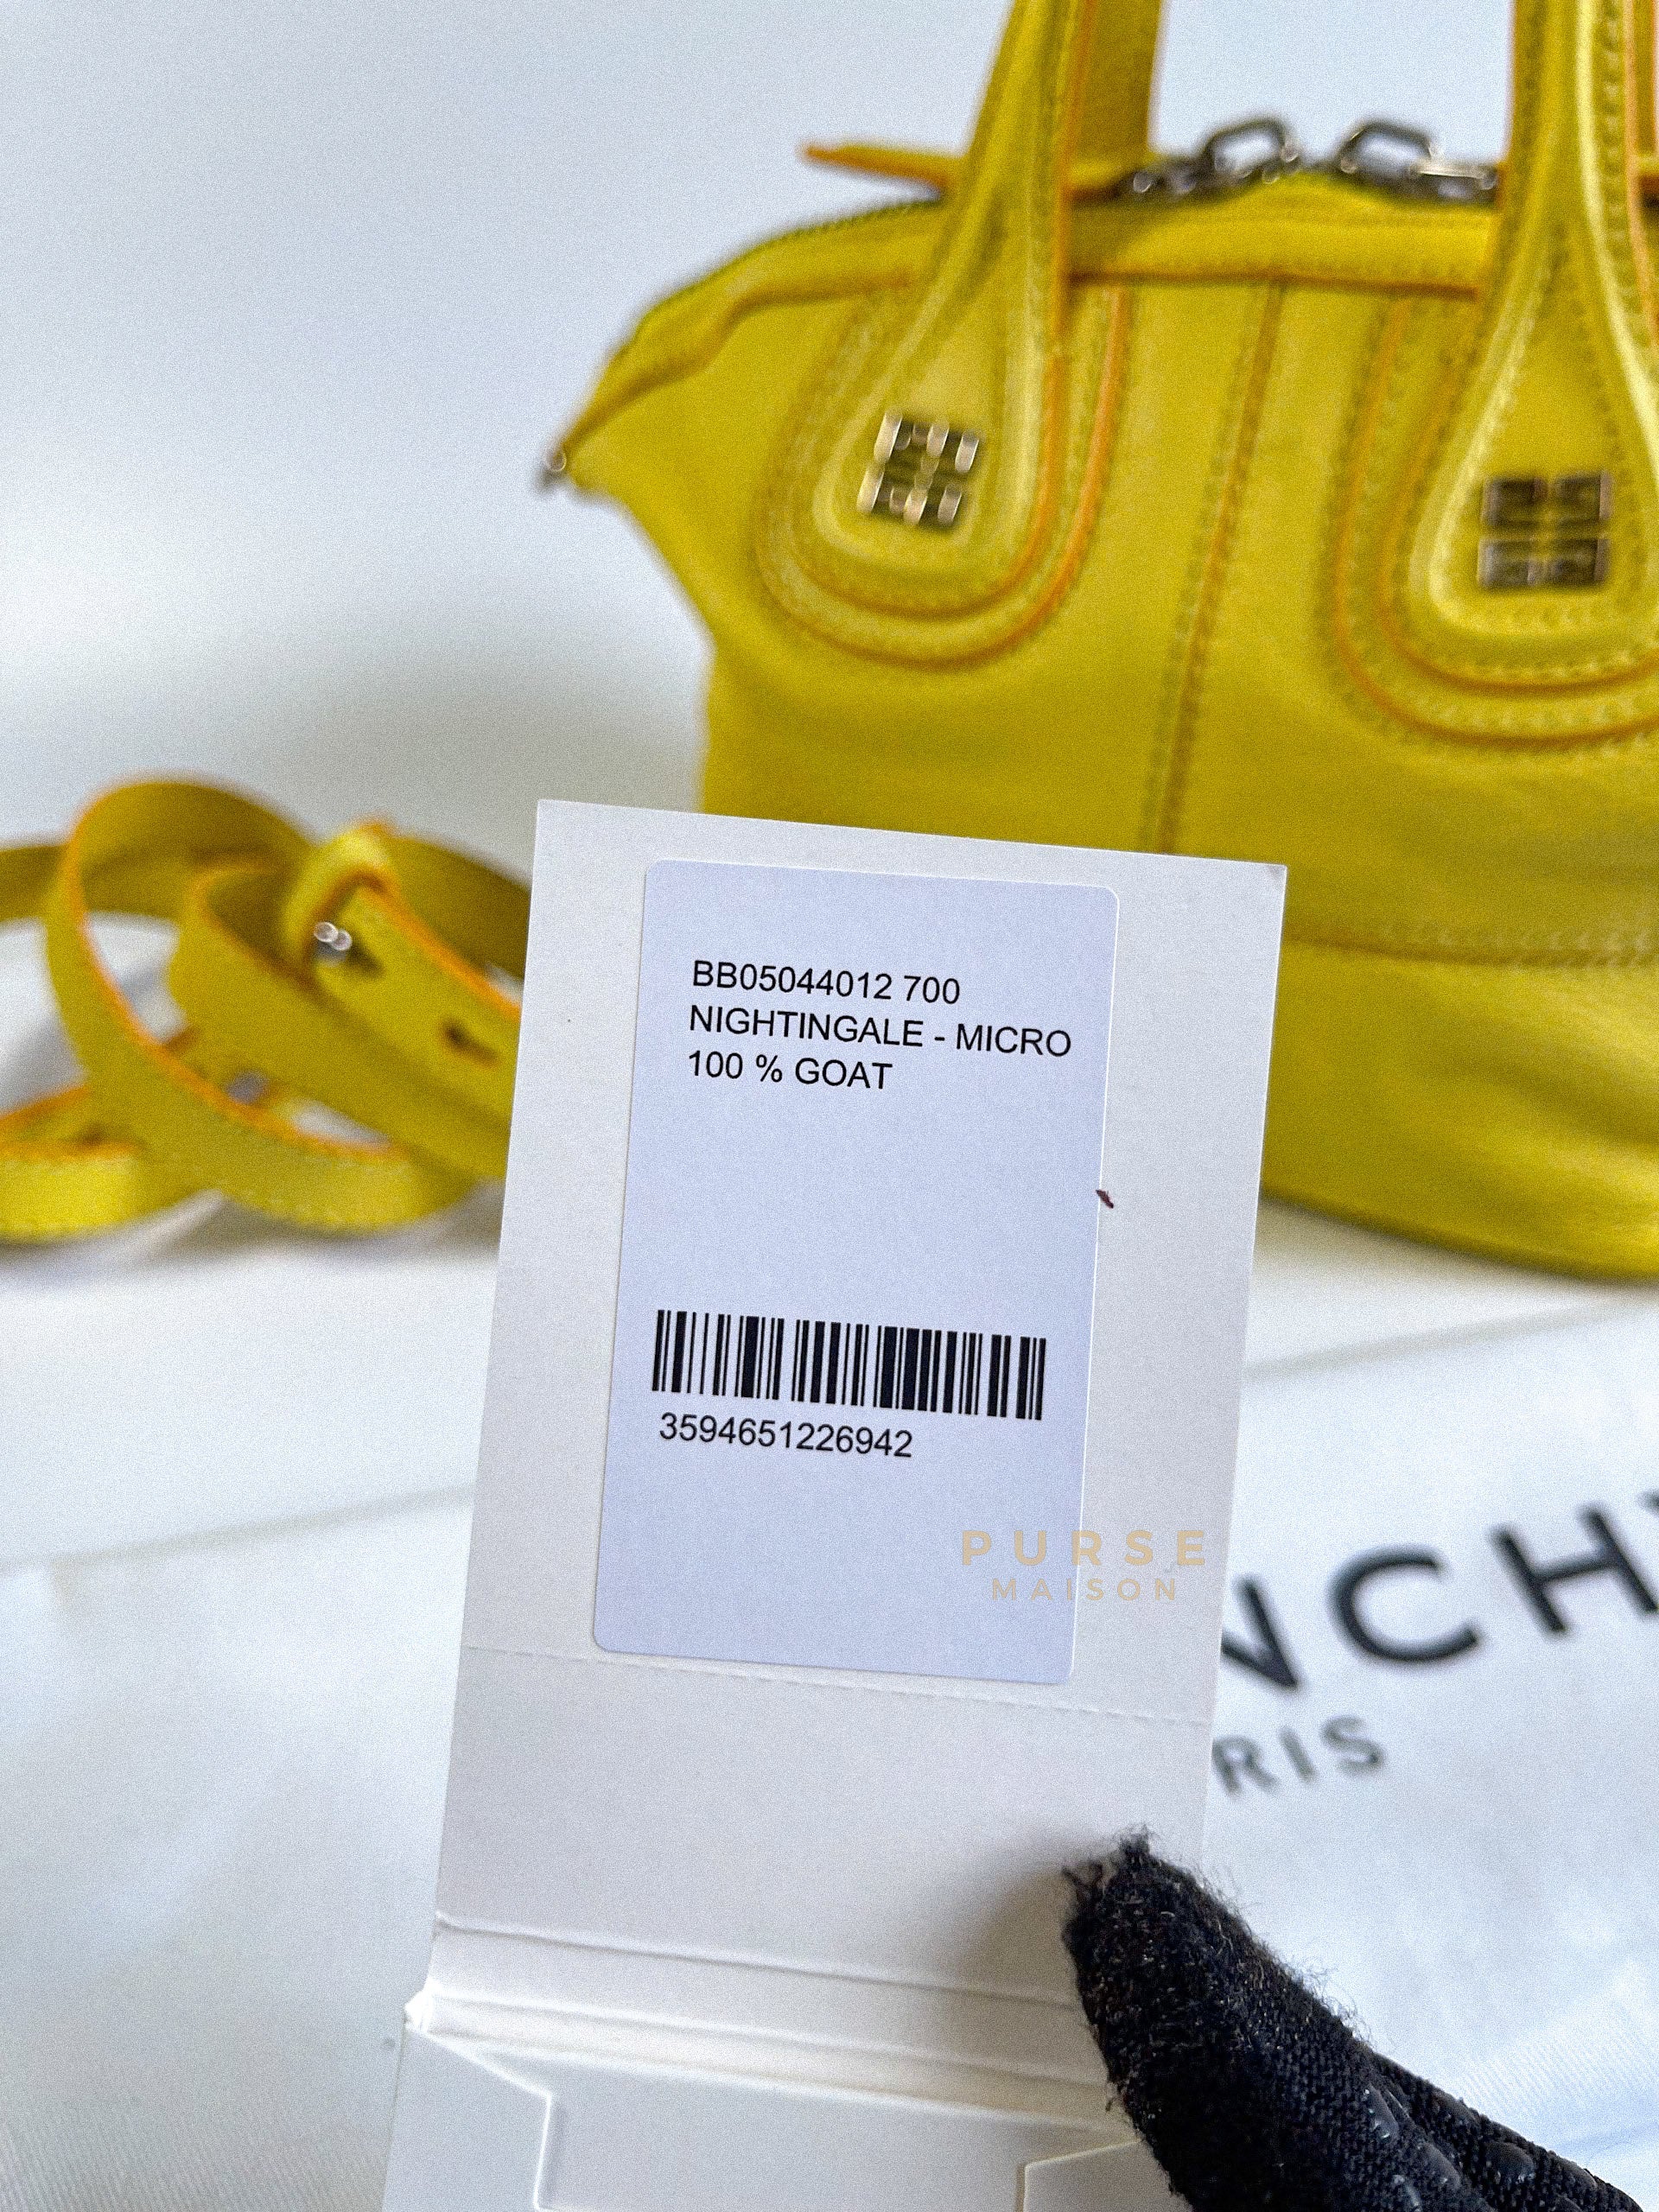 BB05044012 700
NIGHTINGALE - MICRO
100 % GOAT
3594651226942
PURSE
MAISON
NCH
RIS